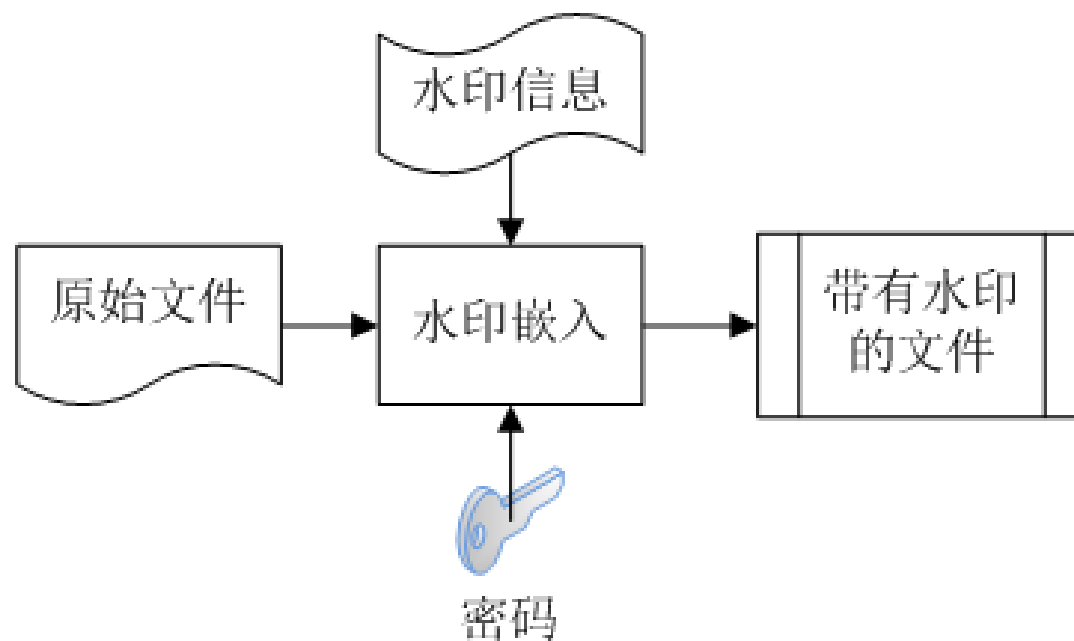 水印信息
原始文件
水印嵌入
带有水印
的文件
密码